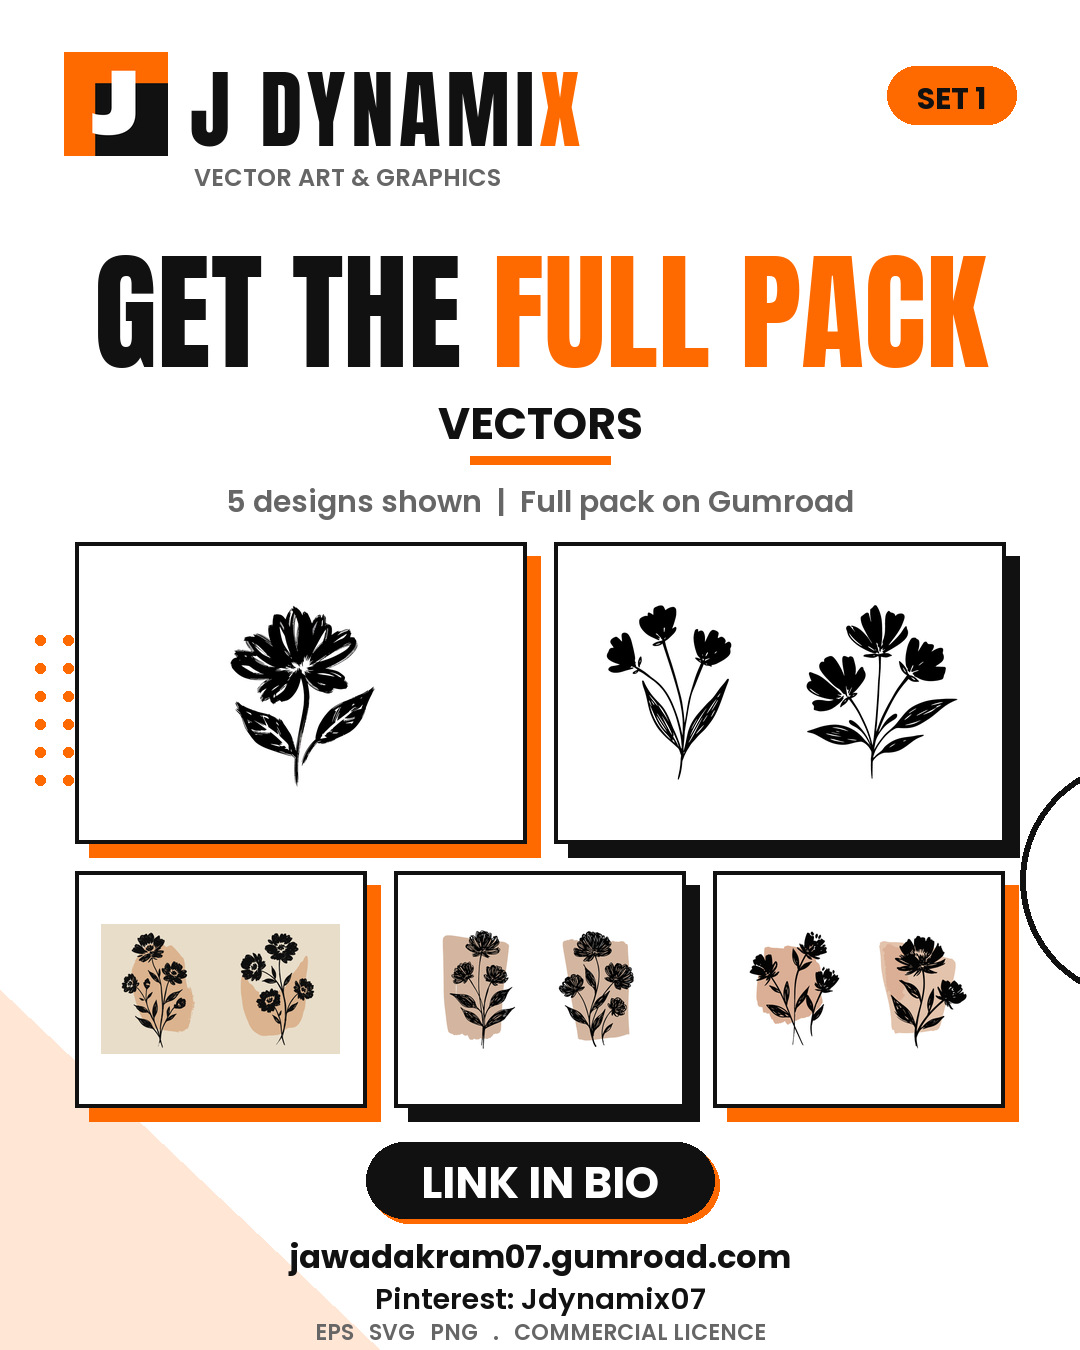 J
J DYNAMIX
VECTOR ART & GRAPHICS
SET 1
GET THE FULL PACK
VECTORS
5 designs shown | Full pack on Gumroad
LINK IN BIO
jawadakram07.gumroad.com
Pinterest: Jdynamix07
EPS SVG PNG . COMMERCIAL LICENCE